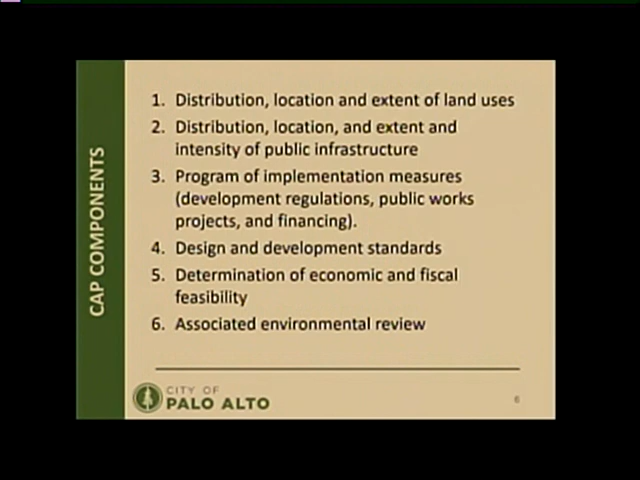 CAP COMPONENTS
1. Distribution, location and extent of land uses
2. Distribution, location, and extent and
intensity of public infrastructure
3. Program of implementation measures
(development regulations, public works
projects, and financing).
4. Design and development standards
5. Determination of economic and fiscal
feasibility
6. Associated environmental review
CITY OF
PALO ALTO
6